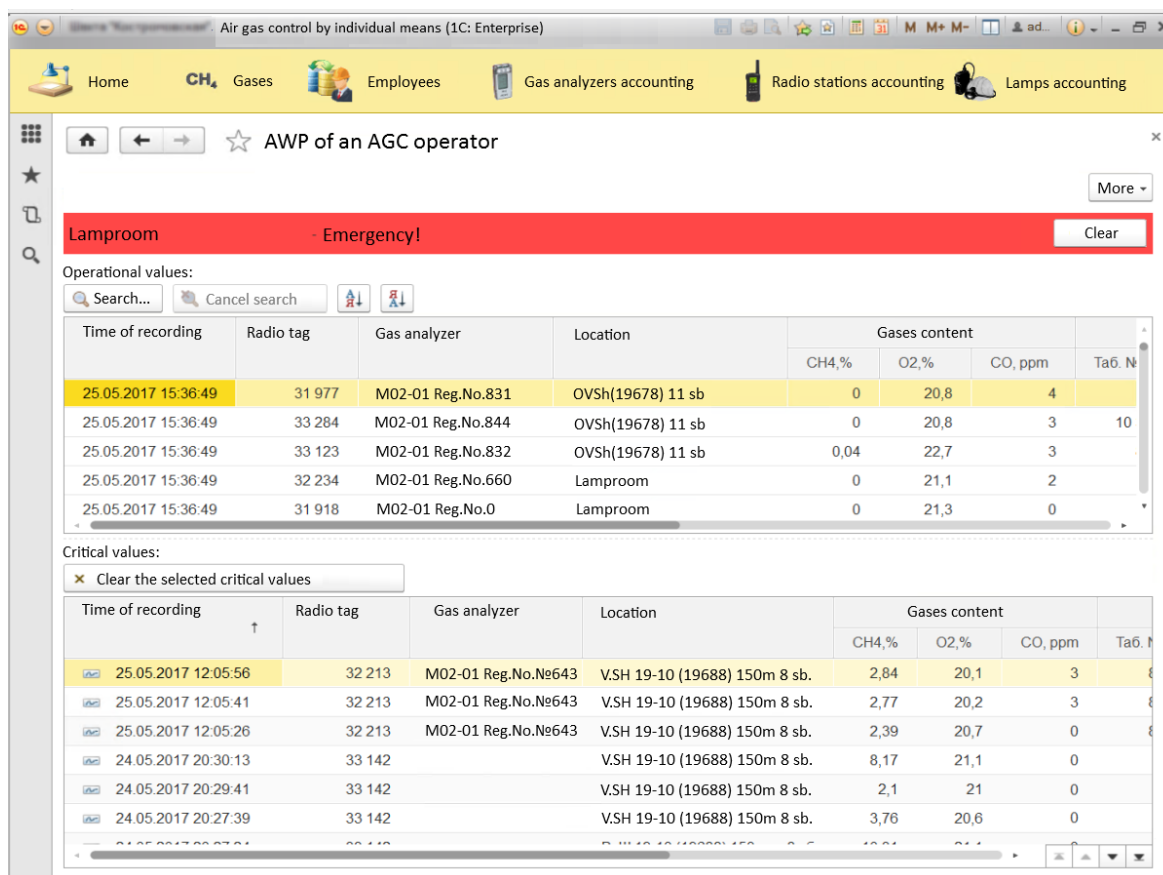 Air gas control by individual means (1C: Enterprise) M M+ M- ad...
Home CH₄ Gases Employees Gas analyzers accounting Radio stations accounting Lamps accounting
AWP of an AGC operator
More
Lamproom - Emergency! Clear
Operational values:
Search... Cancel search
Time of recording Radio tag Gas analyzer Location Gases content
CH4,% O2,% CO, ppm Таб. №
25.05.2017 15:36:49 31 977 M02-01 Reg.No.831 OVSh(19678) 11 sb 0 20,8 4
25.05.2017 15:36:49 33 284 M02-01 Reg.No.844 OVSh(19678) 11 sb 0 20,8 3 10
25.05.2017 15:36:49 33 123 M02-01 Reg.No.832 OVSh(19678) 11 sb 0,04 22,7 3
25.05.2017 15:36:49 32 234 M02-01 Reg.No.660 Lamproom 0 21,1 2
25.05.2017 15:36:49 31 918 M02-01 Reg.No.0 Lamproom 0 21,3 0
Critical values:
Clear the selected critical values
Time of recording Radio tag Gas analyzer Location Gases content
CH4,% O2,% CO, ppm Таб.
25.05.2017 12:05:56 32 213 M02-01 Reg.No.№643 V.SH 19-10 (19688) 150m 8 sb. 2,84 20,1 3
25.05.2017 12:05:41 32 213 M02-01 Reg.No.№643 V.SH 19-10 (19688) 150m 8 sb. 2,77 20,2 3
25.05.2017 12:05:26 32 213 M02-01 Reg.No.№643 V.SH 19-10 (19688) 150m 8 sb. 2,39 20,7 0
24.05.2017 20:30:13 33 142 V.SH 19-10 (19688) 150m 8 sb. 8,17 21,1 0
24.05.2017 20:29:41 33 142 V.SH 19-10 (19688) 150m 8 sb. 2,1 21 0
24.05.2017 20:27:39 33 142 V.SH 19-10 (19688) 150m 8 sb. 3,76 20,6 0